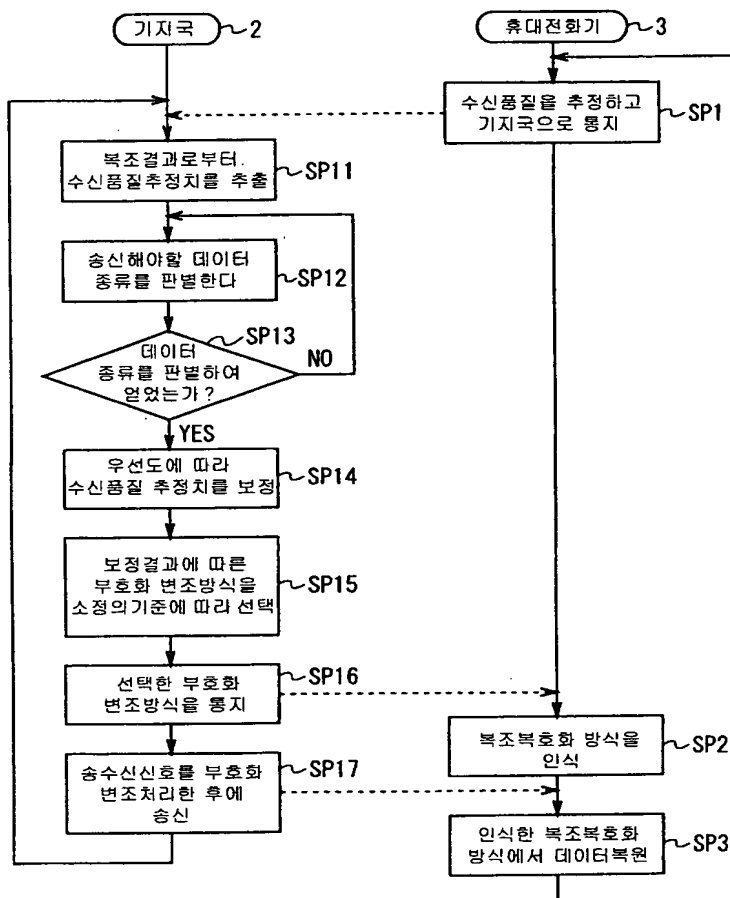 기지국
2
복조결과로부터.
수신품질추정치를 추출
SP11
송신해야할 데이터
종류를 판별한다
SP12
데이터
종류를 판별하여
얻었는가?
SP13
NO
YES
우선도에 따라
수신품질 추정치를 보정
SP14
보정결과에 따른
부호화 변조방식을
소정의기준에 따라 선택
SP15
선택한 부호화
변조방식을 통지
SP16
송수신신호를 부호화
변조처리한 후에
송신
SP17
휴대전화기
3
수신품질을 추정하고
기지국으로 통지
SP1
복조복호화 방식을
인식
SP2
인식한 복조복호화
방식에서 데이터복원
SP3